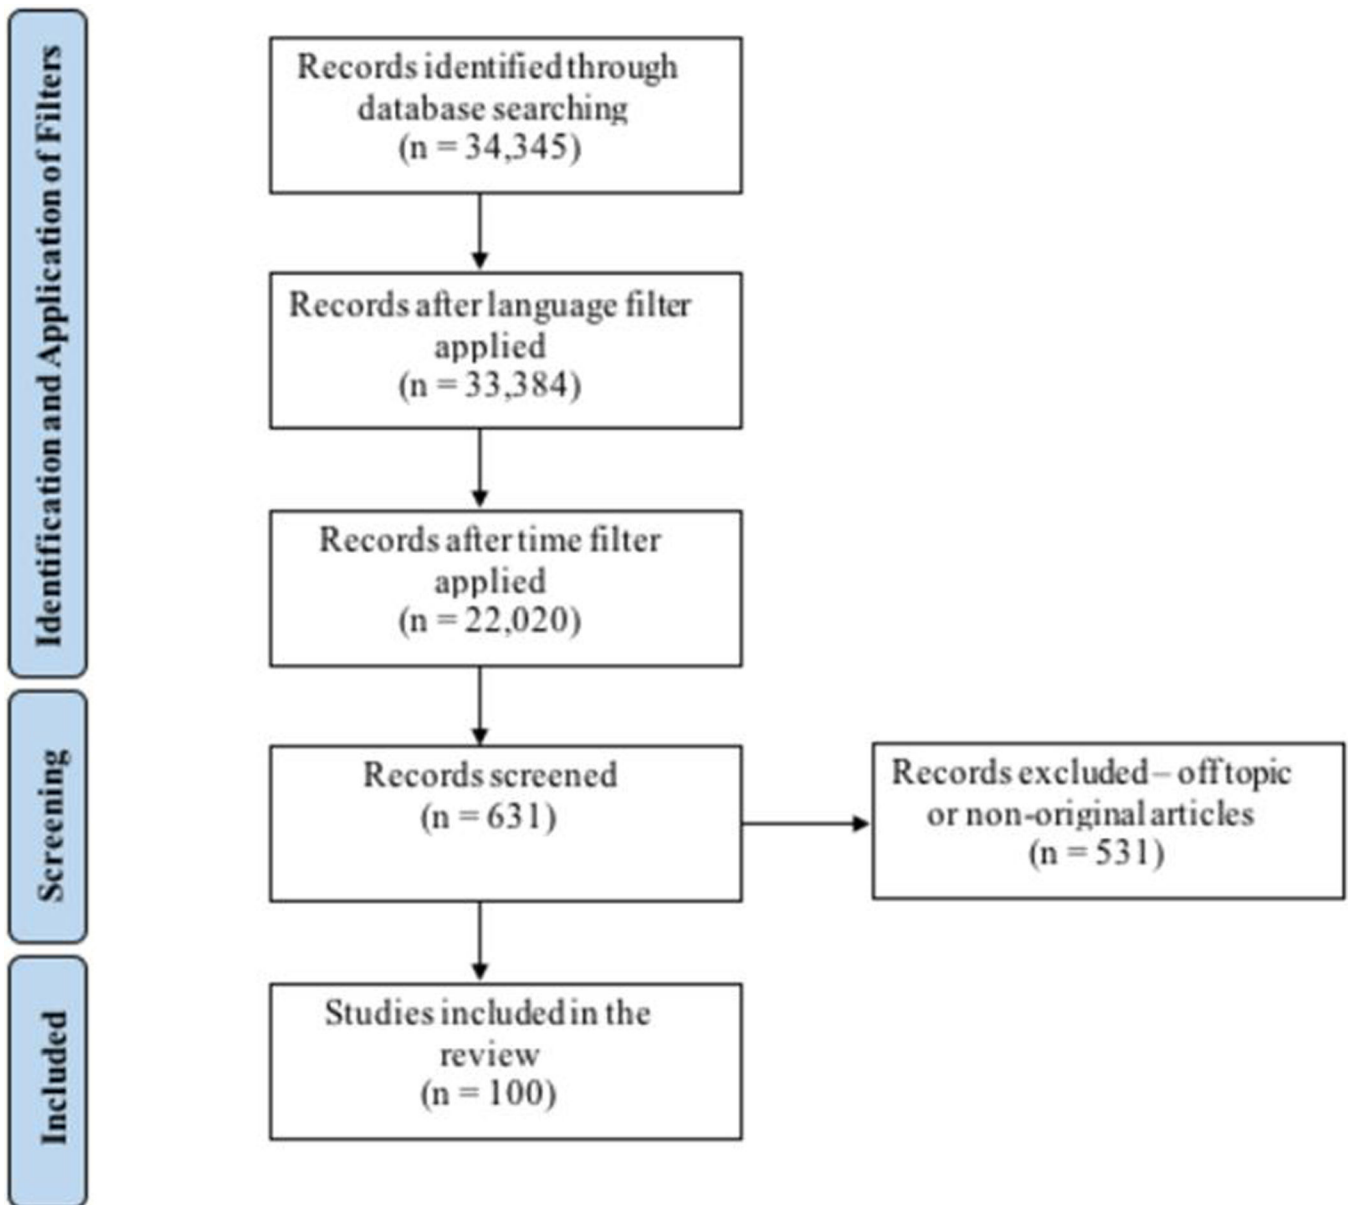 Identification and Application of Filters
Records identified through
database searching
(n = 34,345)
Records after language filter
applied
(n = 33,384)
Records after time filter
applied
(n = 22,020)
Screening
Records screened
(n = 631)
Records excluded – off topic
or non-original articles
(n = 531)
Included
Studies included in the
review
(n = 100)